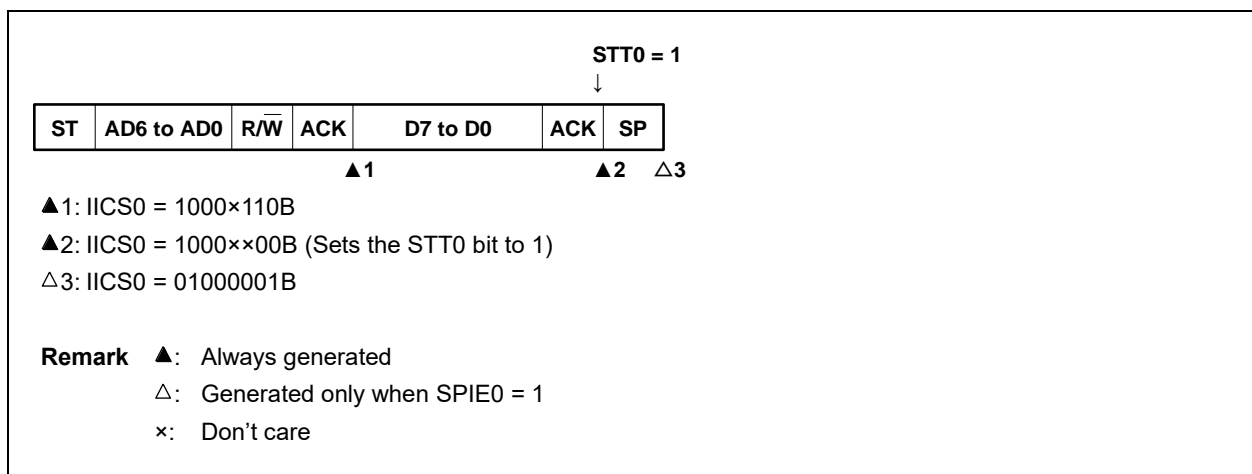 STT0 = 1
↓
ST AD6 to AD0 R/W̅ ACK D7 to D0 ACK SP
▲1 ▲2 △3
▲1: IICS0 = 1000×110B
▲2: IICS0 = 1000××00B (Sets the STT0 bit to 1)
△3: IICS0 = 01000001B
Remark ▲: Always generated
△: Generated only when SPIE0 = 1
×: Don’t care